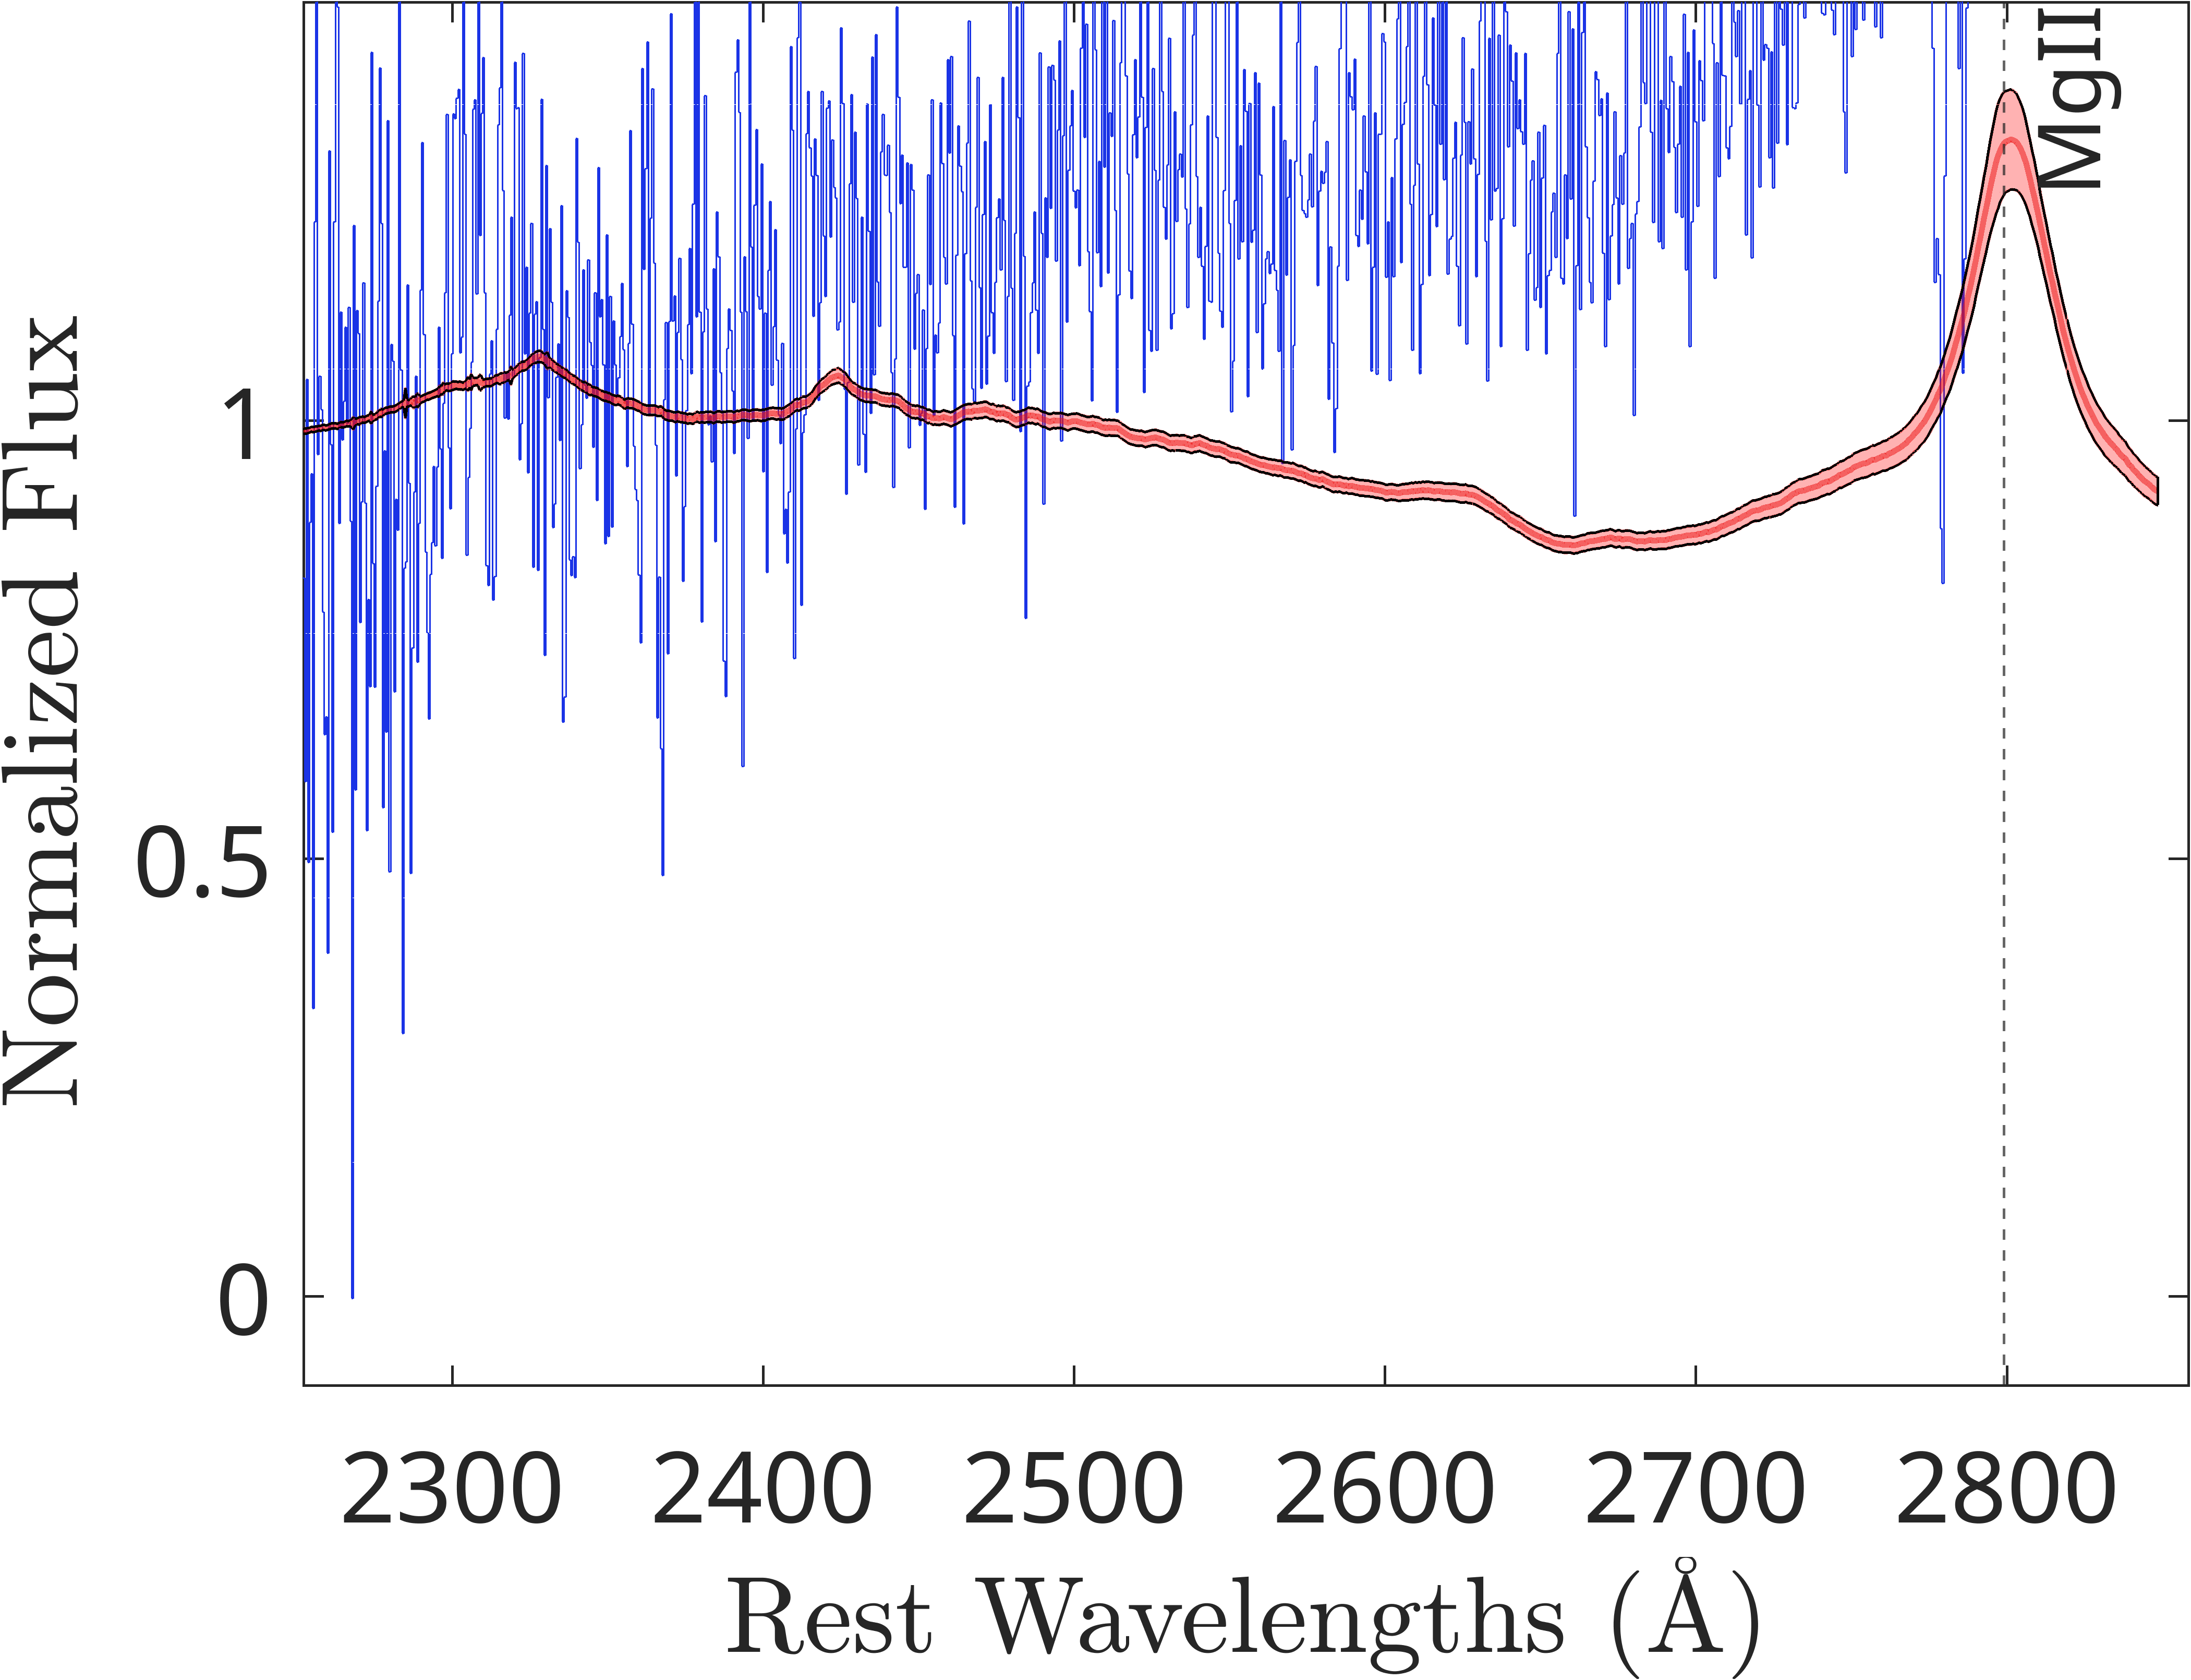 MgII
Normalized Flux
1
0.5
0
2300 2400 2500 2600 2700 2800
Rest Wavelengths (Å)